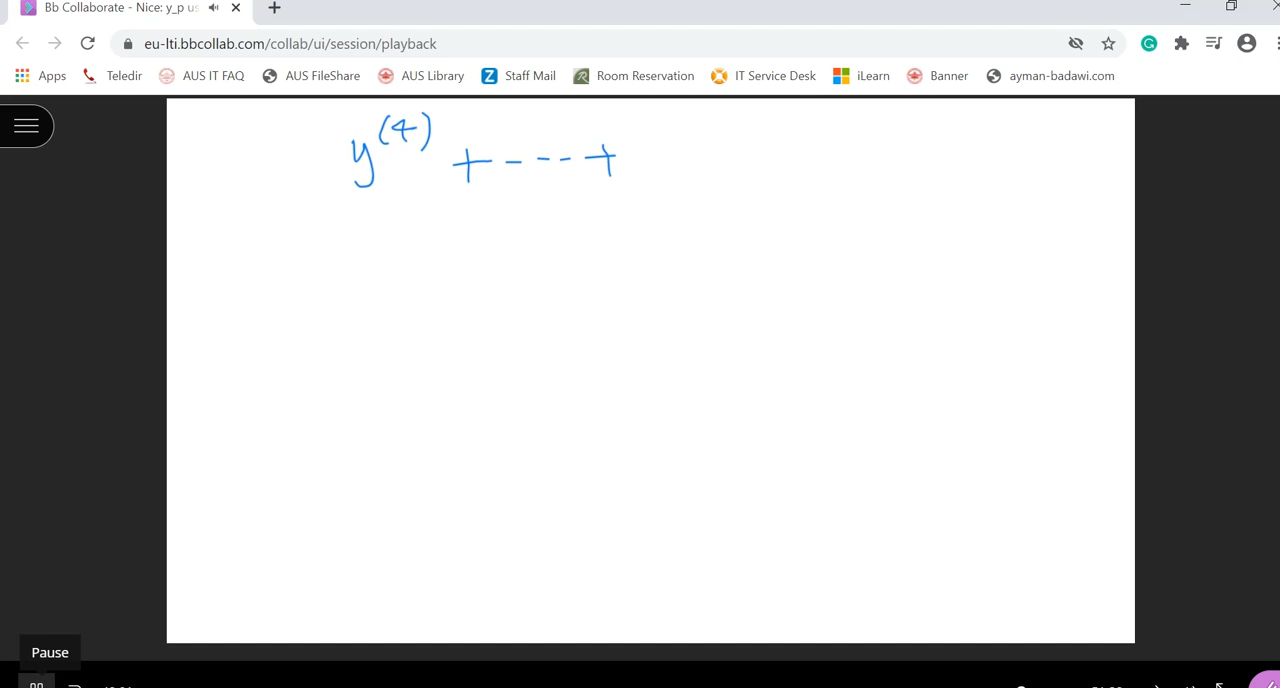 Bb Collaborate - Nice: y_p us
eu-lti.bbcollab.com/collab/ui/session/playback
Apps Teledir AUS IT FAQ AUS FileShare AUS Library Staff Mail Room Reservation IT Service Desk iLearn Banner ayman-badawi.com
y^(4) + - - - +
Pause